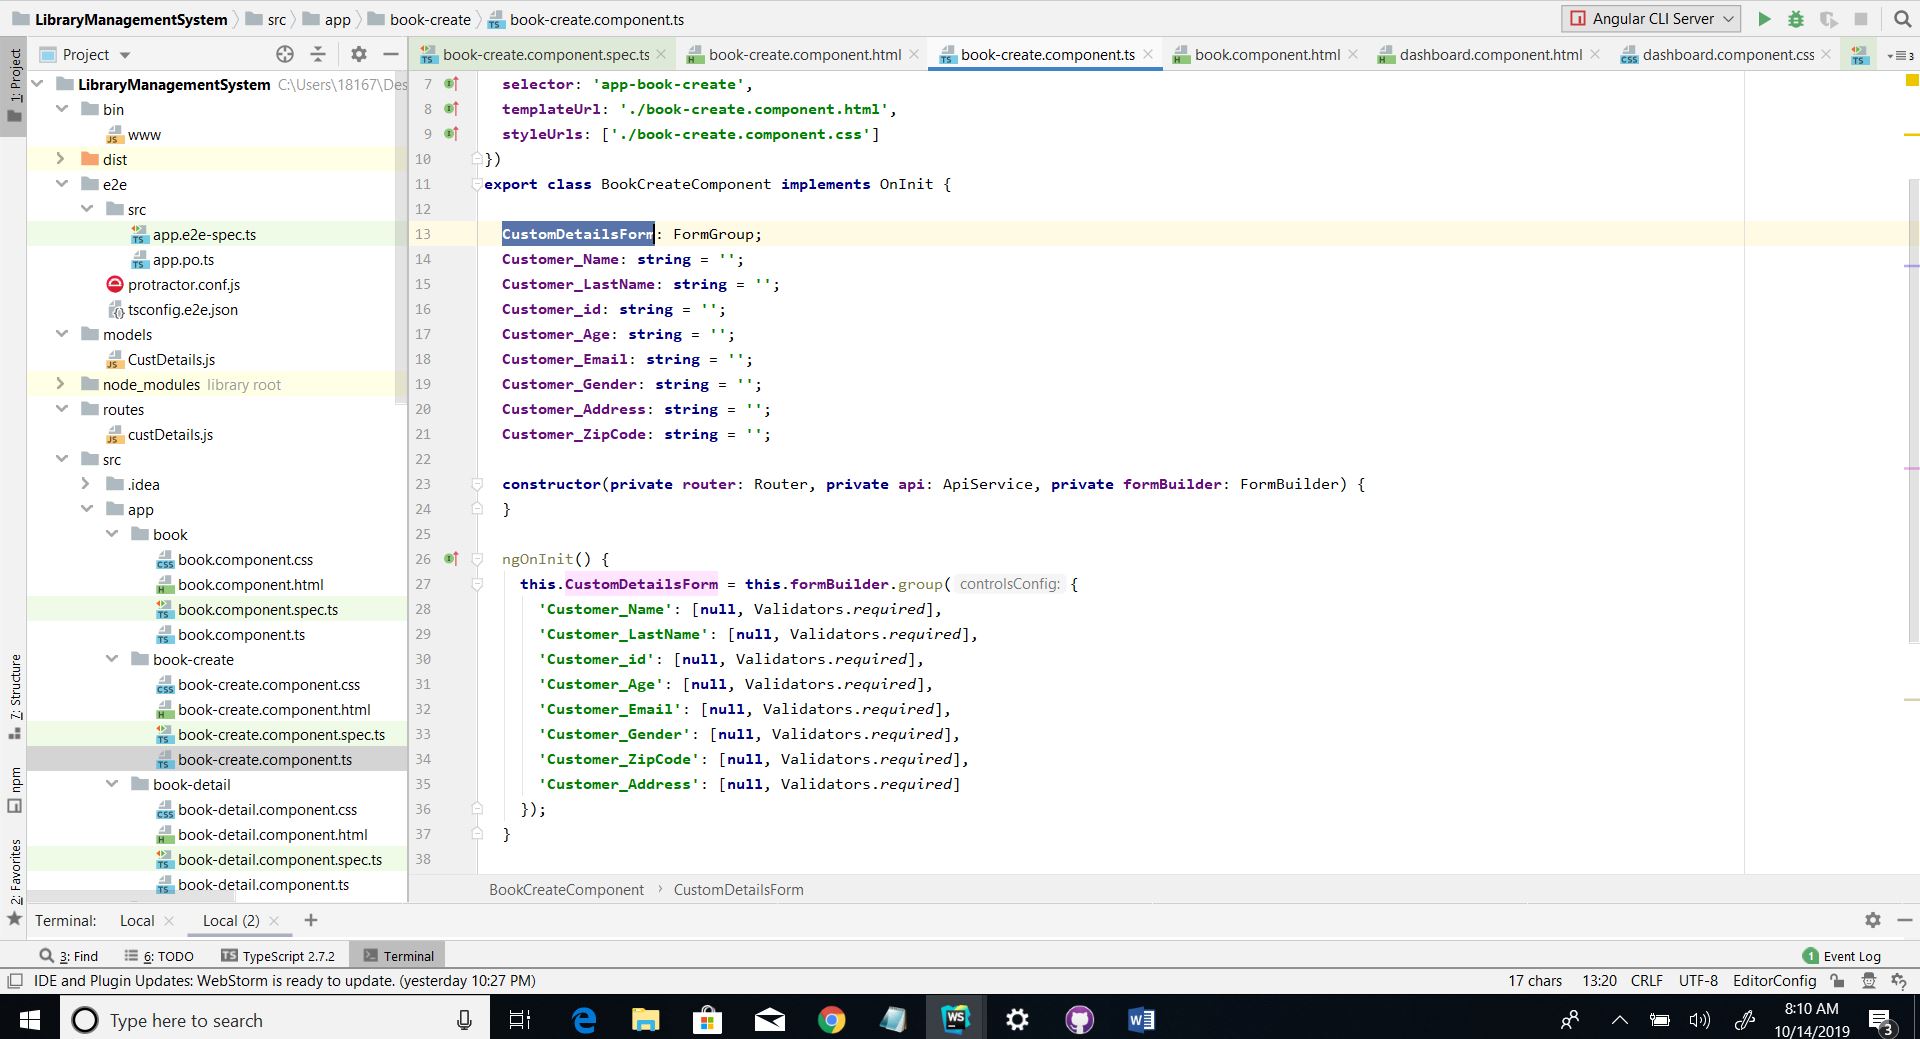 LibraryManagementSystem src app book-create book-create.component.ts Angular CLI Server
1: Project
Project book-create.component.spec.ts book-create.component.html book-create.component.ts book.component.html dashboard.component.html dashboard.component.css 3
LibraryManagementSystem C:\Users\18167\Des
bin
www
dist
e2e
src
app.e2e-spec.ts
app.po.ts
protractor.conf.js
tsconfig.e2e.json
models
CustDetails.js
node_modules library root
routes
custDetails.js
src
.idea
app
book
book.component.css
book.component.html
book.component.spec.ts
book.component.ts
book-create
book-create.component.css
book-create.component.html
book-create.component.spec.ts
book-create.component.ts
book-detail
book-detail.component.css
book-detail.component.html
book-detail.component.spec.ts
book-detail.component.ts
7: Structure
npm
2: Favorites
7 selector: 'app-book-create',
8 templateUrl: './book-create.component.html',
9 styleUrls: ['./book-create.component.css']
10 })
11 export class BookCreateComponent implements OnInit {
12
13 CustomDetailsForm: FormGroup;
14 Customer_Name: string = '';
15 Customer_LastName: string = '';
16 Customer_id: string = '';
17 Customer_Age: string = '';
18 Customer_Email: string = '';
19 Customer_Gender: string = '';
20 Customer_Address: string = '';
21 Customer_ZipCode: string = '';
22
23 constructor(private router: Router, private api: ApiService, private formBuilder: FormBuilder) {
24 }
25
26 ngOnInit() {
27 this.CustomDetailsForm = this.formBuilder.group( controlsConfig: {
28 'Customer_Name': [null, Validators.required],
29 'Customer_LastName': [null, Validators.required],
30 'Customer_id': [null, Validators.required],
31 'Customer_Age': [null, Validators.required],
32 'Customer_Email': [null, Validators.required],
33 'Customer_Gender': [null, Validators.required],
34 'Customer_ZipCode': [null, Validators.required],
35 'Customer_Address': [null, Validators.required]
36 });
37 }
38
BookCreateComponent › CustomDetailsForm
Terminal: Local Local (2) +
3: Find 6: TODO TypeScript 2.7.2 Terminal 1 Event Log
IDE and Plugin Updates: WebStorm is ready to update. (yesterday 10:27 PM) 17 chars 13:20 CRLF UTF-8 EditorConfig
Type here to search 8:10 AM
10/14/2019 3